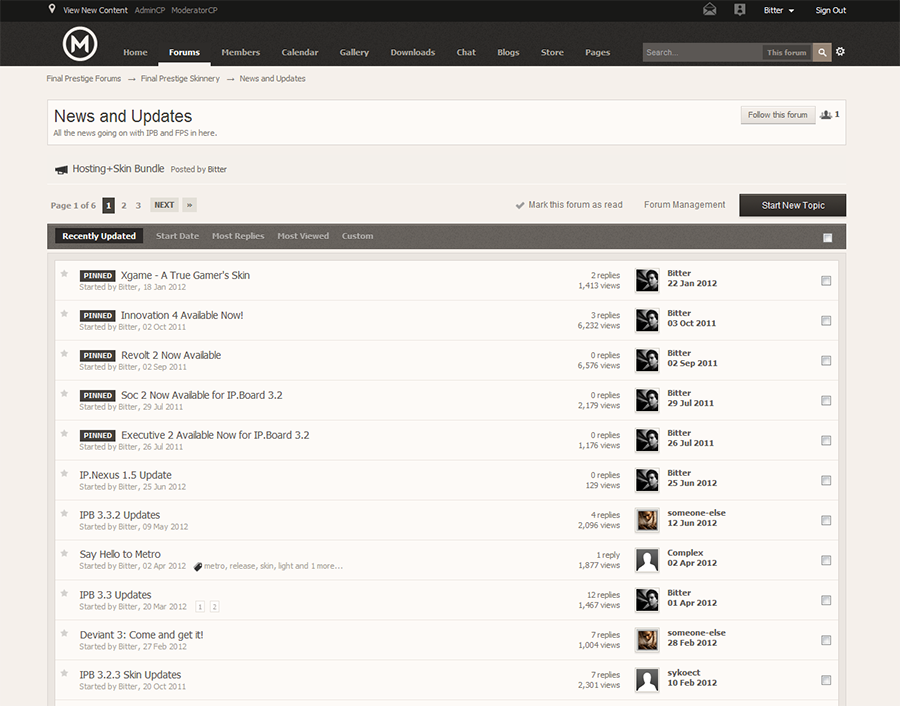 View New Content AdminCP ModeratorCP Bitter Sign Out
M
Home Forums Members Calendar Gallery Downloads Chat Blogs Store Pages Search... This forum
Final Prestige Forums → Final Prestige Skinnery → News and Updates
News and Updates
All the news going on with IPB and FPS in here.
Follow this forum 1
Hosting+Skin Bundle Posted by Bitter
Page 1 of 6 1 2 3 NEXT » Mark this forum as read Forum Management Start New Topic
Recently Updated Start Date Most Replies Most Viewed Custom
PINNED Xgame - A True Gamer's Skin
Started by Bitter, 18 Jan 2012
2 replies
1,413 views
Bitter
22 Jan 2012
PINNED Innovation 4 Available Now!
Started by Bitter, 02 Oct 2011
3 replies
6,232 views
Bitter
03 Oct 2011
PINNED Revolt 2 Now Available
Started by Bitter, 02 Sep 2011
0 replies
6,576 views
Bitter
02 Sep 2011
PINNED Soc 2 Now Available for IP.Board 3.2
Started by Bitter, 29 Jul 2011
0 replies
2,179 views
Bitter
29 Jul 2011
PINNED Executive 2 Available Now for IP.Board 3.2
Started by Bitter, 26 Jul 2011
0 replies
1,176 views
Bitter
26 Jul 2011
IP.Nexus 1.5 Update
Started by Bitter, 25 Jun 2012
0 replies
129 views
Bitter
25 Jun 2012
IPB 3.3.2 Updates
Started by Bitter, 09 May 2012
4 replies
2,096 views
someone-else
12 Jun 2012
Say Hello to Metro
Started by Bitter, 02 Apr 2012 metro, release, skin, light and 1 more...
1 reply
1,877 views
Complex
02 Apr 2012
IPB 3.3 Updates
Started by Bitter, 20 Mar 2012 1 2
12 replies
1,467 views
Bitter
01 Apr 2012
Deviant 3: Come and get it!
Started by Bitter, 27 Feb 2012
7 replies
1,004 views
someone-else
28 Feb 2012
IPB 3.2.3 Skin Updates
Started by Bitter, 20 Oct 2011
7 replies
2,301 views
sykoect
10 Feb 2012